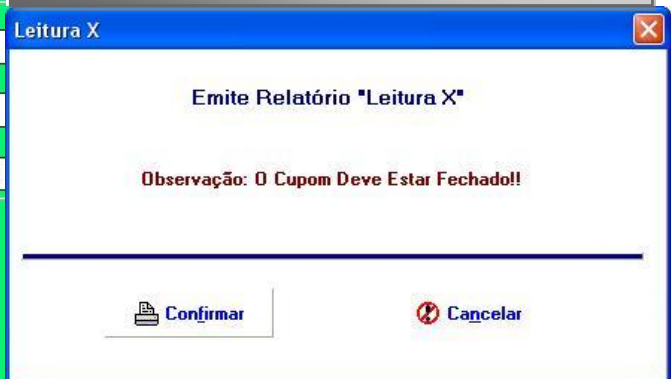 Leitura X
Emite Relatório "Leitura X"
Observação: O Cupom Deve Estar Fechado!!
Confirmar
Cancelar